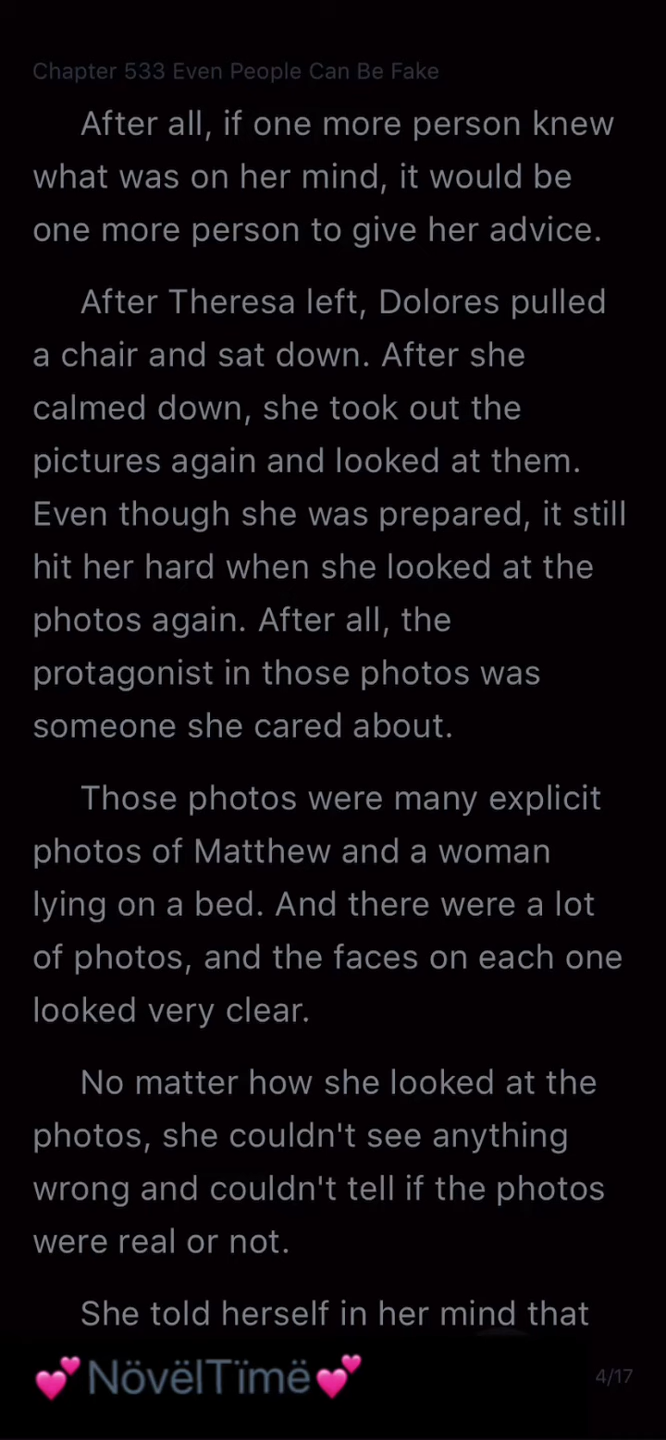 Chapter 533 Even People Can Be Fake
After all, if one more person knew
what was on her mind, it would be
one more person to give her advice.
After Theresa left, Dolores pulled
a chair and sat down. After she
calmed down, she took out the
pictures again and looked at them.
Even though she was prepared, it still
hit her hard when she looked at the
photos again. After all, the
protagonist in those photos was
someone she cared about.
Those photos were many explicit
photos of Matthew and a woman
lying on a bed. And there were a lot
of photos, and the faces on each one
looked very clear.
No matter how she looked at the
photos, she couldn't see anything
wrong and couldn't tell if the photos
were real or not.
She told herself in her mind that
💕NövëlTïmë💕
4/17